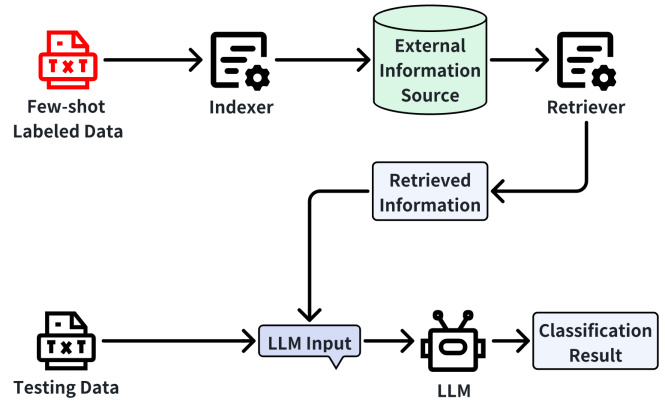 TXT
Few-shot
Labeled Data
Indexer
External
Information
Source
Retriever
Retrieved
Information
TXT
Testing Data
LLM Input
LLM
Classification
Result